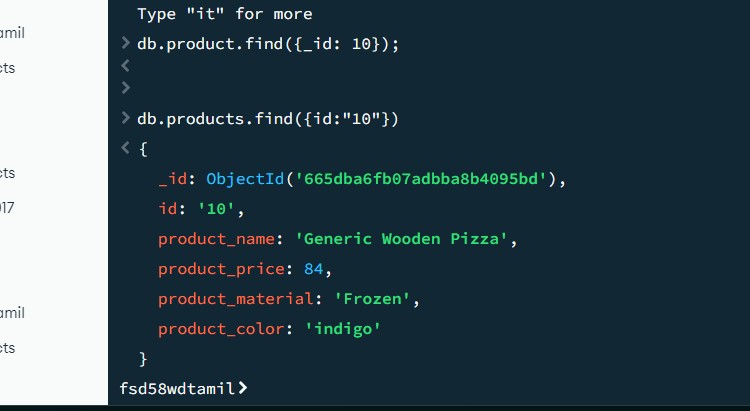 Type "it" for more
amil
> db.product.find({_id: 10});
cts
<
>
> db.products.find({id:"10"})
< {
cts
_id: ObjectId('665dba6fb07adbba8b4095bd'),
017
id: '10',
product_name: 'Generic Wooden Pizza',
product_price: 84,
product_material: 'Frozen',
amil
product_color: 'indigo'
cts
}
fsd58wdtamil>